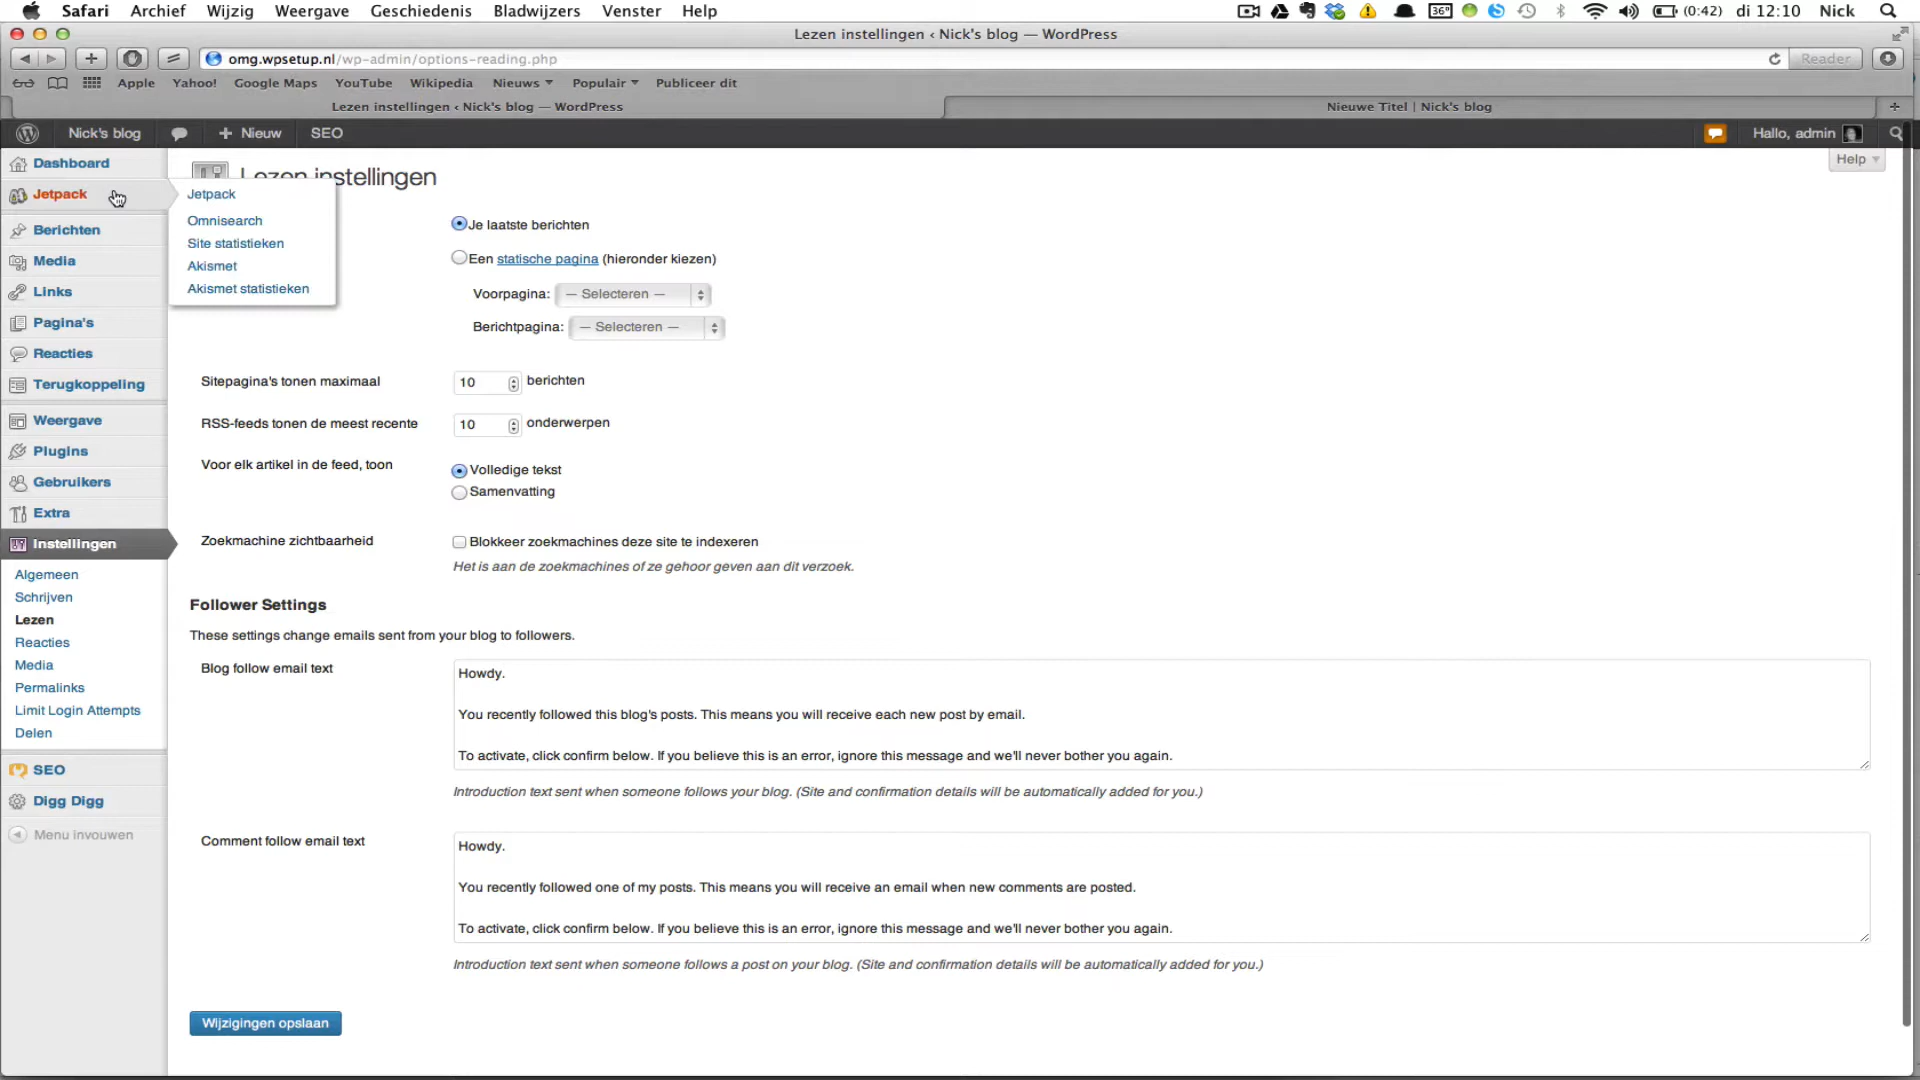 Safari Archief Wijzig Weergave Geschiedenis Bladwijzers Venster Help 36° (0:42) di 12:10 Nick
Lezen instellingen ‹ Nick's blog — WordPress
omg.wpsetup.nl/wp-admin/options-reading.php Reader
Apple Yahoo! Google Maps YouTube Wikipedia Nieuws Populair Publiceer dit
Lezen instellingen ‹ Nick's blog — WordPress Nieuwe Titel | Nick's blog
Nick's blog + Nieuw SEO Hallo, admin
Help
Lezen instellingen
Dashboard
Jetpack
Berichten
Media
Links
Pagina's
Reacties
Terugkoppeling
Weergave
Plugins
Gebruikers
Extra
Instellingen
Algemeen
Schrijven
Lezen
Reacties
Media
Permalinks
Limit Login Attempts
Delen
SEO
Digg Digg
Menu invouwen
Jetpack
Omnisearch
Site statistieken
Akismet
Akismet statistieken
Je laatste berichten
Een statische pagina (hieronder kiezen)
Voorpagina: — Selecteren —
Berichtpagina: — Selecteren —
Sitepagina's tonen maximaal 10 berichten
RSS-feeds tonen de meest recente 10 onderwerpen
Voor elk artikel in de feed, toon Volledige tekst
Samenvatting
Zoekmachine zichtbaarheid Blokkeer zoekmachines deze site te indexeren
Het is aan de zoekmachines of ze gehoor geven aan dit verzoek.
Follower Settings
These settings change emails sent from your blog to followers.
Blog follow email text
Howdy.
You recently followed this blog's posts. This means you will receive each new post by email.
To activate, click confirm below. If you believe this is an error, ignore this message and we'll never bother you again.
Introduction text sent when someone follows your blog. (Site and confirmation details will be automatically added for you.)
Comment follow email text
Howdy.
You recently followed one of my posts. This means you will receive an email when new comments are posted.
To activate, click confirm below. If you believe this is an error, ignore this message and we'll never bother you again.
Introduction text sent when someone follows a post on your blog. (Site and confirmation details will be automatically added for you.)
Wijzigingen opslaan